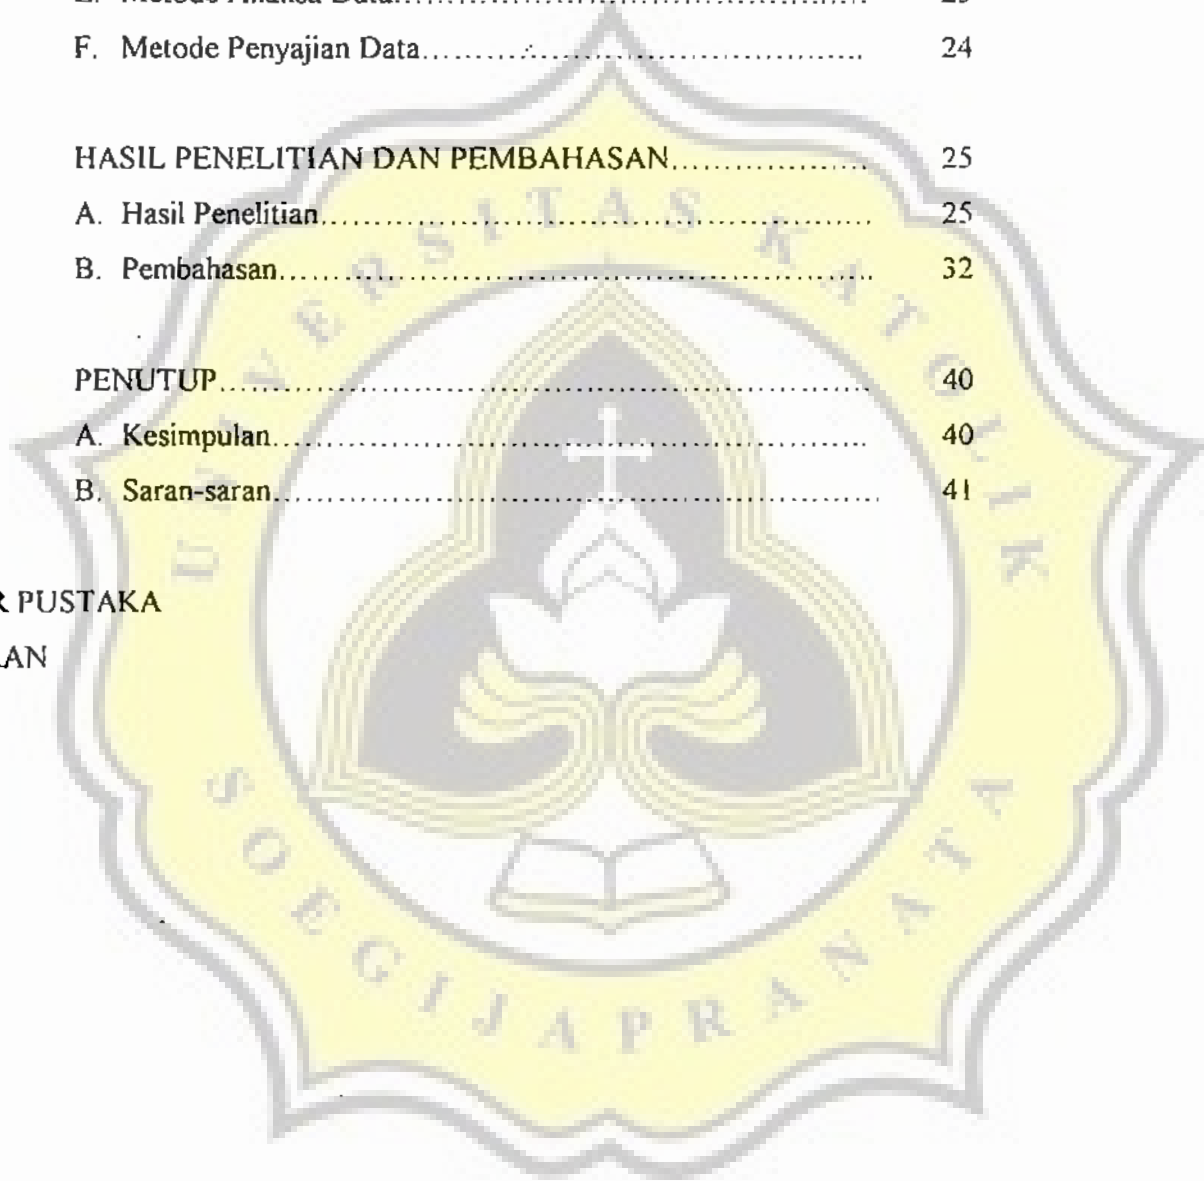 F. Metode Penyajian Data.......................................... 24
HASIL PENELITIAN DAN PEMBAHASAN.................. 25
A. Hasil Penelitian.................................................. 25
B. Pembahasan....................................................... 32
PENUTUP............................................................... 40
A. Kesimpulan....................................................... 40
B. Saran-saran........................................................ 41
PUSTAKA
UNIVERSITAS KATOLIK
SOEGIJAPRANATA